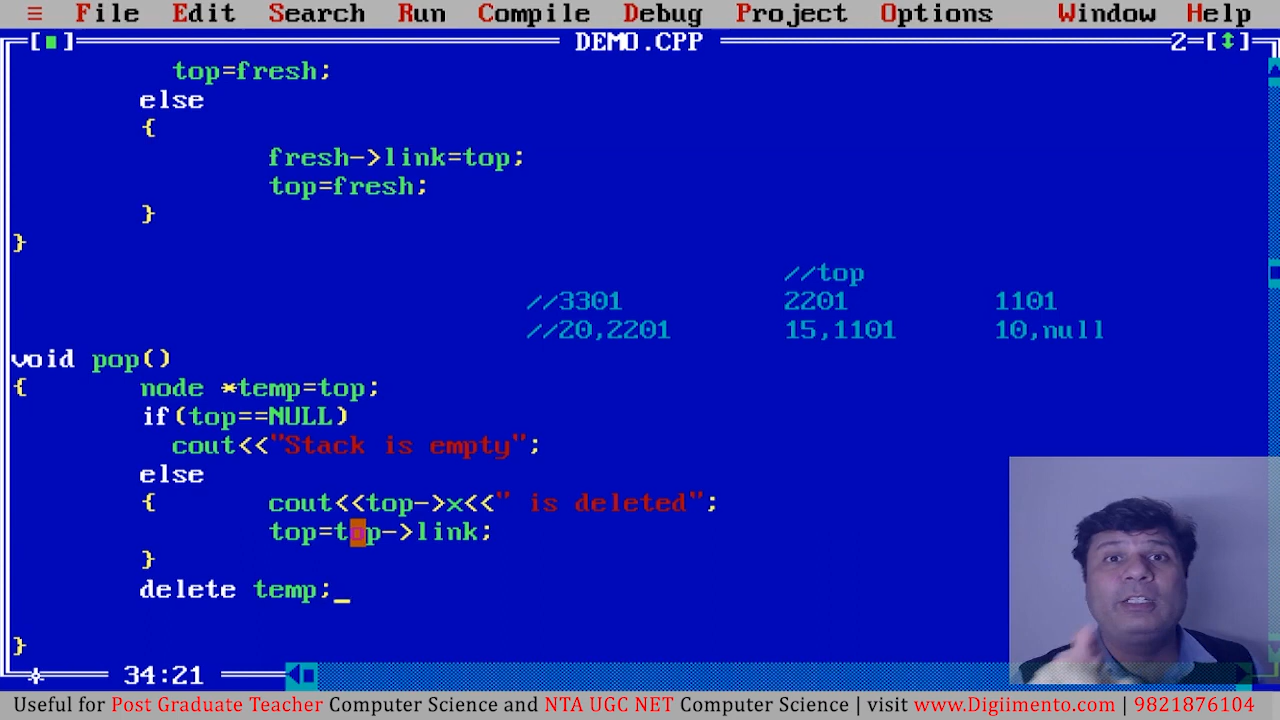 ≡ File Edit Search Run Compile Debug Project Options Window Help
[■] DEMO.CPP 2=[↕]
top=fresh;
else
{
fresh->link=top;
top=fresh;
}
}
//top
//3301 2201 1101
//20,2201 15,1101 10,null
void pop()
{ node *temp=top;
if(top==NULL)
cout<<"Stack is empty";
else
{ cout<<top->x<<" is deleted";
top=top->link;
}
delete temp;_
}
34:21
Useful for Post Graduate Teacher Computer Science and NTA UGC NET Computer Science | visit www.Digiimento.com | 9821876104